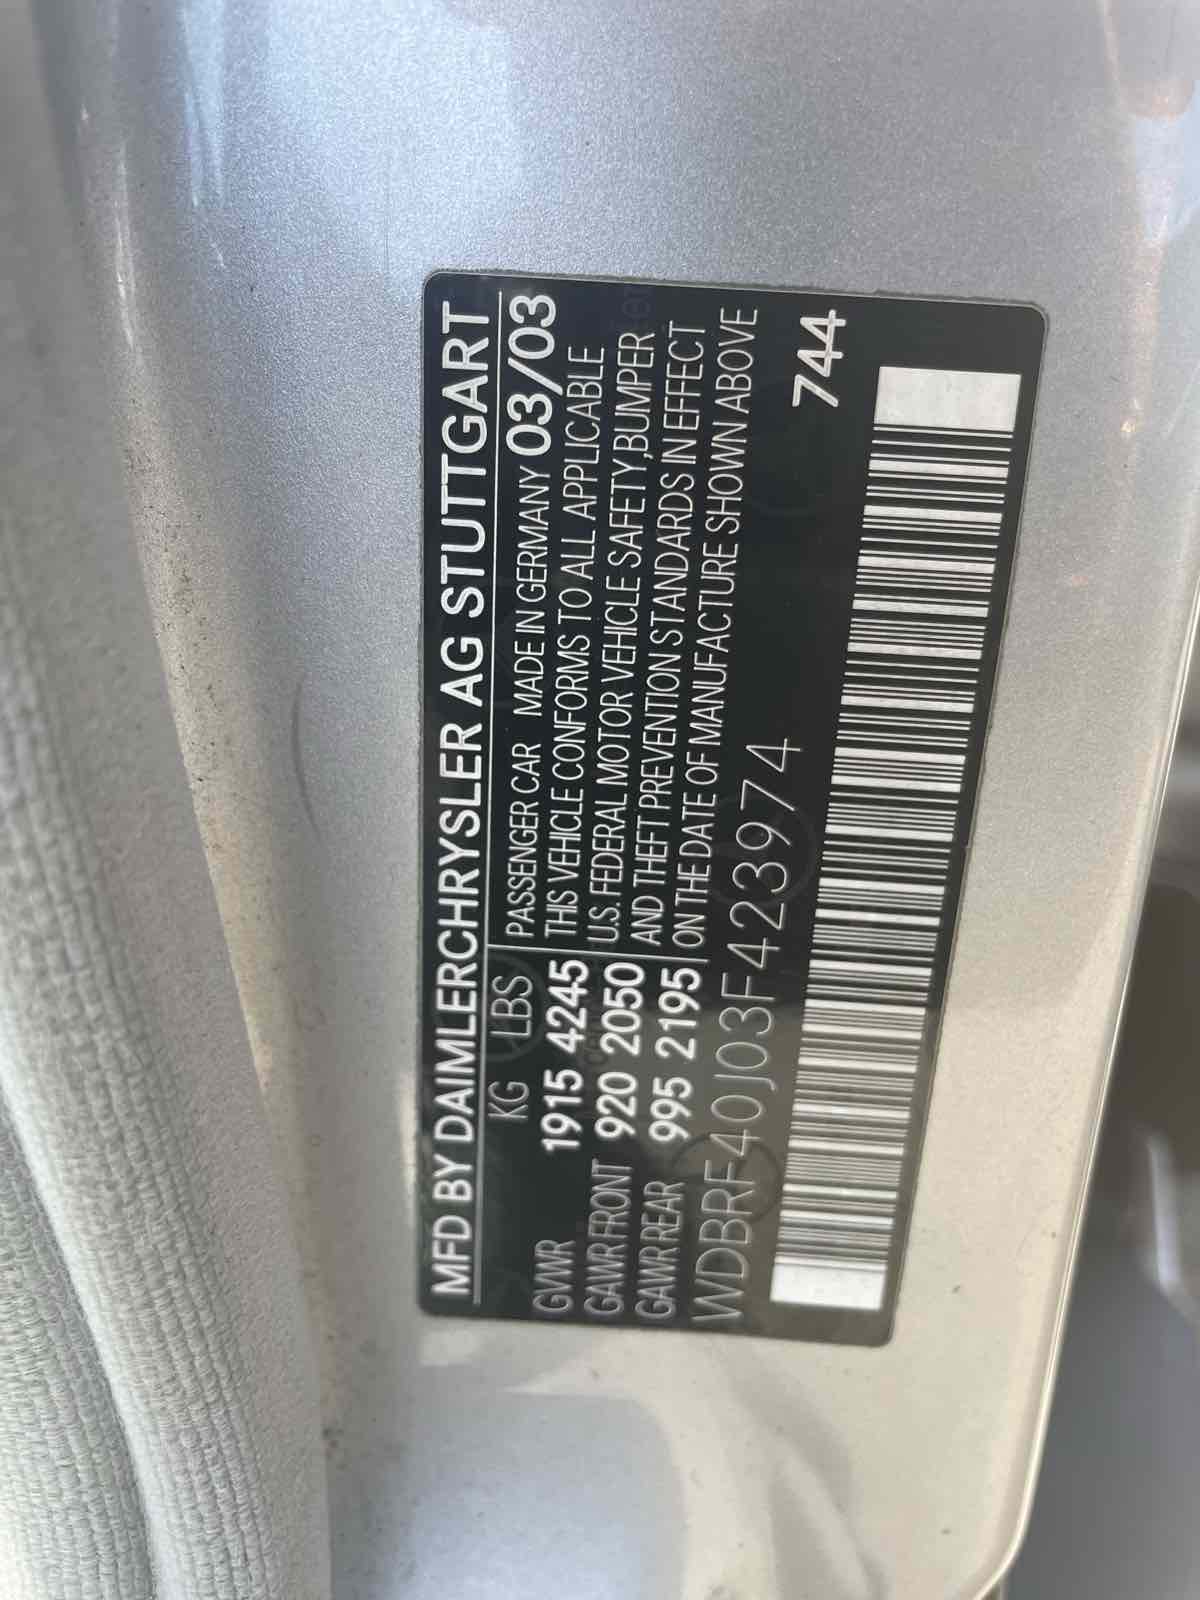 MFD BY DAIMLERCHRYSLER AG STUTTGART
KG LBS PASSENGER CAR MADE IN GERMANY 03/03
GVWR 1915 4245 THIS VEHICLE CONFORMS TO ALL APPLICABLE
GAWR FRONT 920 2050 U.S. FEDERAL MOTOR VEHICLE SAFETY,BUMPER
GAWR REAR 995 2195 AND THEFT PREVENTION STANDARDS IN EFFECT
ON THE DATE OF MANUFACTURE SHOWN ABOVE
WDBRF40J03F423974 744